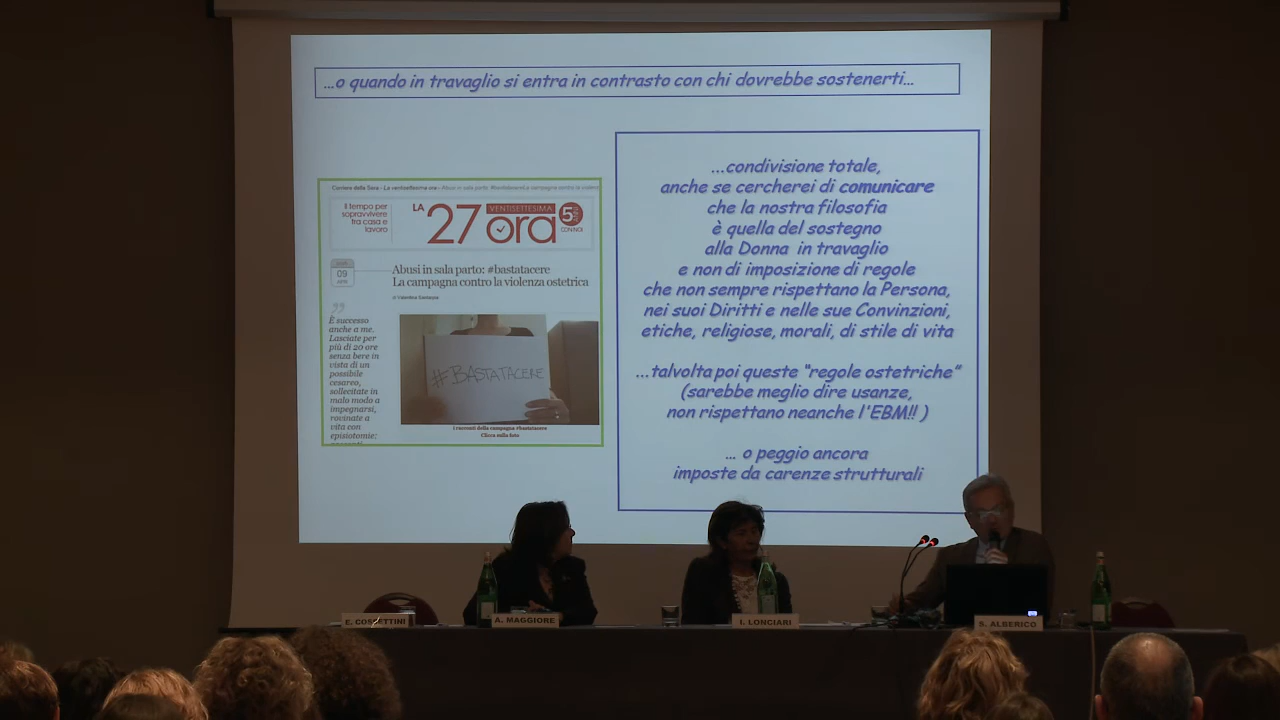 ...o quando in travaglio si entra in contrasto con chi dovrebbe sostenerti...
Corriere della Sera - La ventisettesima ora
Il tempo per
sopravvivere
fra casa e
lavoro
LA 27 ora
VENTISETTESIMA
5
CON NOI
09
Abusi in sala parto: #bastatacere
La campagna contro la violenza ostetrica
di Valentina Santarpia
È successo
anche a me.
Lasciate per
più di 20 ore
senza bere in
vista di un
possibile
cesareo,
sollecitate in
malo modo a
impegnarsi,
rovinate a
vita con
episiotomie;
#BASTATACERE
I racconti della campagna #bastatacere
Clicca sulla foto
...condivisione totale,
anche se cercherei di comunicare
che la nostra filosofia
è quella del sostegno
alla Donna in travaglio
e non di imposizione di regole
che non sempre rispettano la Persona,
nei suoi Diritti e nelle sue Convinzioni,
etiche, religiose, morali, di stile di vita
...talvolta poi queste "regole ostetriche"
(sarebbe meglio dire usanze,
non rispettano neanche l'EBM!! )
... o peggio ancora
imposte da carenze strutturali
E. COSSETTINI
A. MAGGIORE
I. LONCIARI
S. ALBERICO